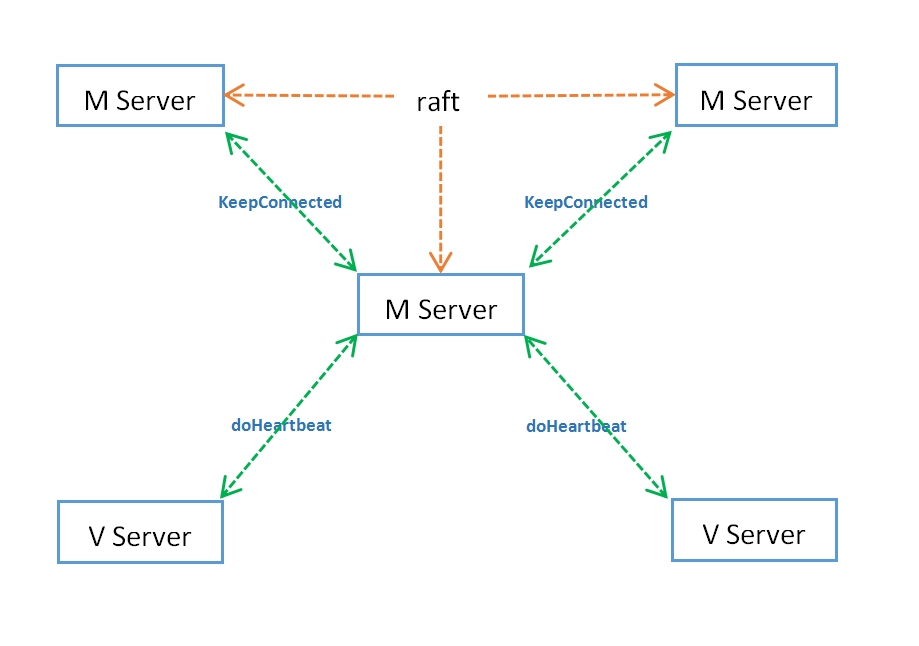 M Server
raft
M Server
KeepConnected
KeepConnected
M Server
doHeartbeat
doHeartbeat
V Server
V Server